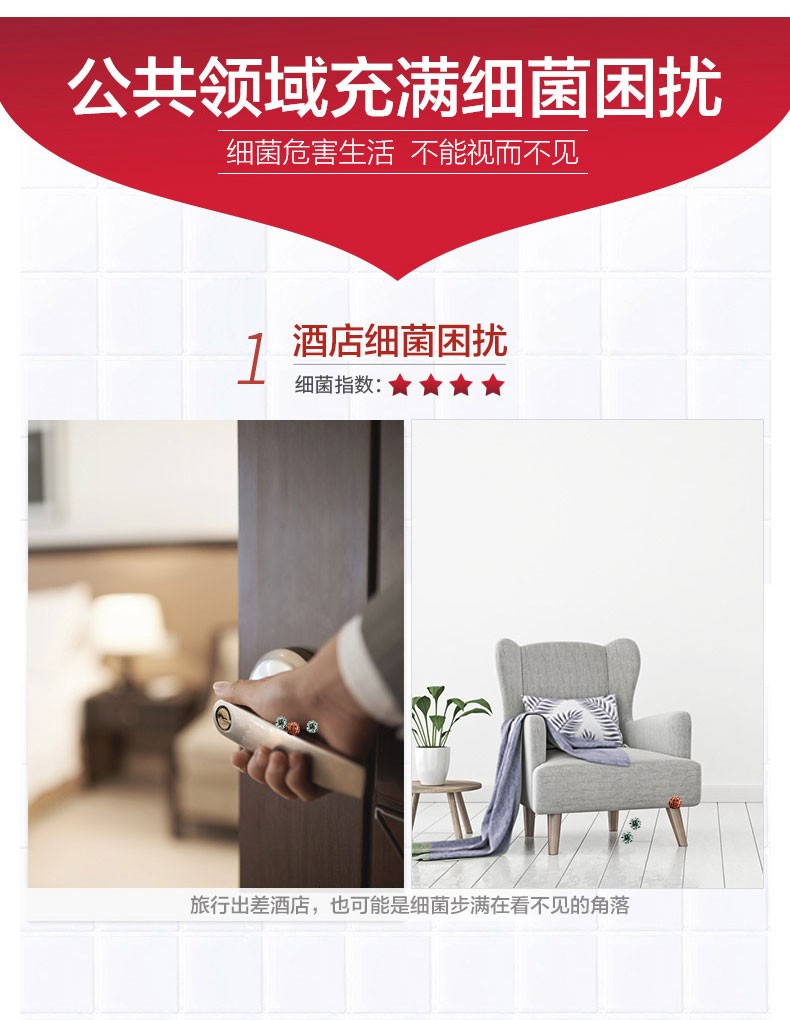 公共领域充满细菌困扰
细菌危害生活 不能视而不见
1 酒店细菌困扰
细菌指数：★★★★
旅行出差酒店，也可能是细菌步满在看不见的角落